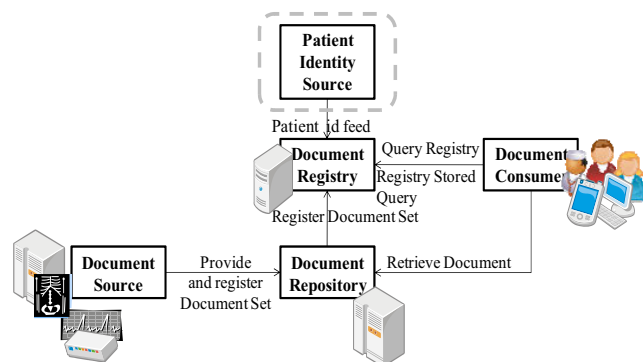 Patient
Identity
Source
Patient id feed
Document
Registry
Query Registry
Registry Stored
Query
Document
Consumer
Register Document Set
Document
Source
Provide
and register
Document Set
Document
Repository
Retrieve Document